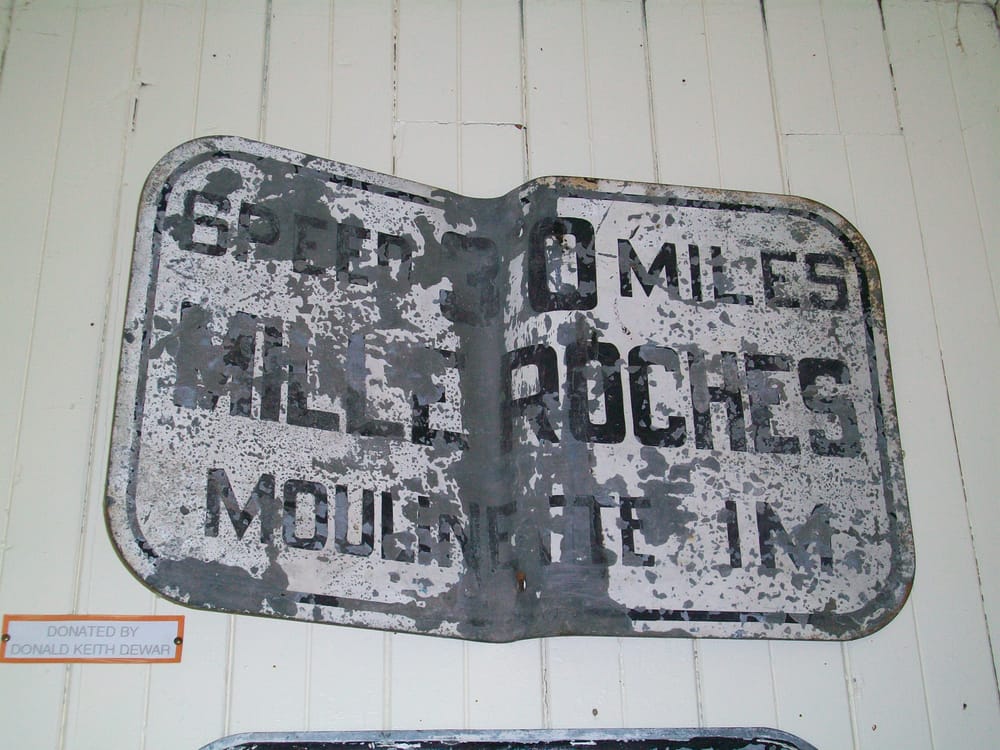 SPEED 30 MILES
MILLE ROCHES
MOULINETTE 1M
DONATED BY
DONALD KEITH DEWAR